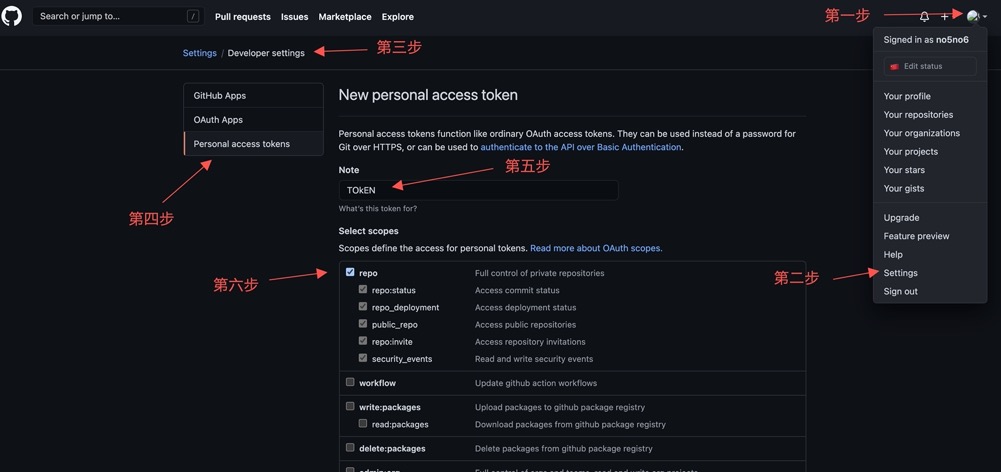 Search or jump to... / Pull requests Issues Marketplace Explore
第一步
Signed in as no5no6
Edit status
Your profile
Your repositories
Your organizations
Your projects
Your stars
Your gists
Upgrade
Feature preview
Help
Settings
Sign out
第二步
Settings / Developer settings
第三步
GitHub Apps
OAuth Apps
Personal access tokens
第四步
New personal access token
Personal access tokens function like ordinary OAuth access tokens. They can be used instead of a password for
Git over HTTPS, or can be used to authenticate to the API over Basic Authentication.
Note
第五步
TOkEN
What's this token for?
Select scopes
Scopes define the access for personal tokens. Read more about OAuth scopes.
第六步
repo Full control of private repositories
repo:status Access commit status
repo_deployment Access deployment status
public_repo Access public repositories
repo:invite Access repository invitations
security_events Read and write security events
workflow Update github action workflows
write:packages Upload packages to github package registry
read:packages Download packages from github package registry
delete:packages Delete packages from github package registry